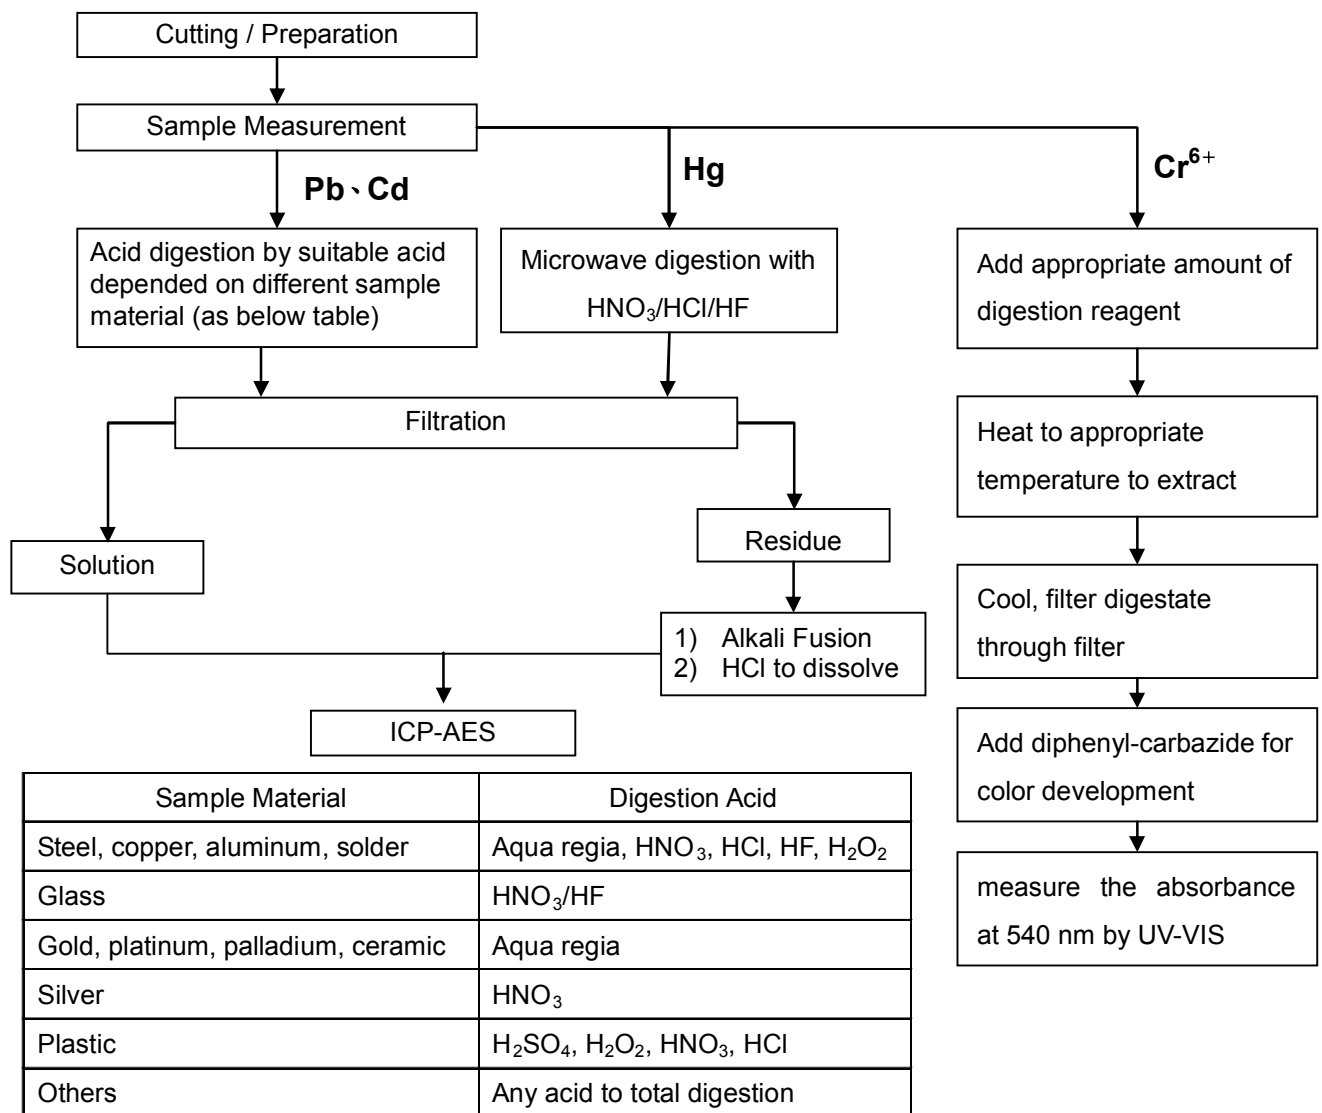 Cutting / Preparation
Sample Measurement
Pb、Cd
Hg
Cr⁶⁺
Acid digestion by suitable acid
depended on different sample
material (as below table)
Microwave digestion with
HNO₃/HCl/HF
Add appropriate amount of
digestion reagent
Filtration
Heat to appropriate
temperature to extract
Solution
Residue
1) Alkali Fusion
2) HCl to dissolve
Cool, filter digestate
through filter
ICP-AES
Add diphenyl-carbazide for
color development
measure the absorbance
at 540 nm by UV-VIS
Sample Material Digestion Acid
Steel, copper, aluminum, solder Aqua regia, HNO₃, HCl, HF, H₂O₂
Glass HNO₃/HF
Gold, platinum, palladium, ceramic Aqua regia
Silver HNO₃
Plastic H₂SO₄, H₂O₂, HNO₃, HCl
Others Any acid to total digestion